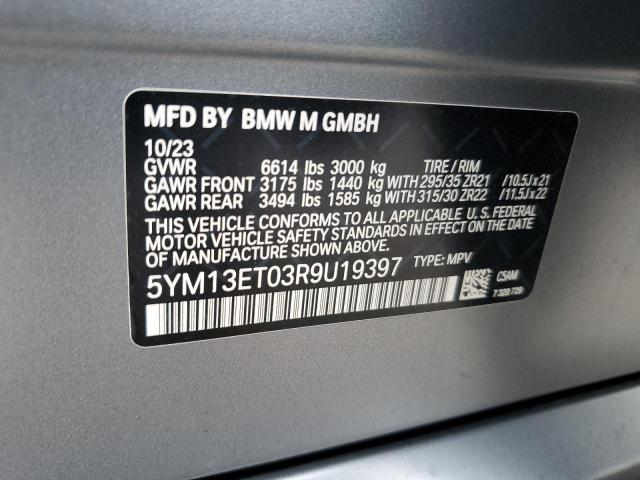 MFD BY BMW M GMBH
10/23
GVWR 6614 lbs 3000 kg TIRE / RIM
GAWR FRONT 3175 lbs 1440 kg WITH 295/35 ZR21 /10.5J x 21
GAWR REAR 3494 lbs 1585 kg WITH 315/30 ZR22 /11.5J x 22
THIS VEHICLE CONFORMS TO ALL APPLICABLE U.S. FEDERAL
MOTOR VEHICLE SAFETY STANDARDS IN EFFECT ON THE DATE
OF MANUFACTURE SHOWN ABOVE.
5YM13ET03R9U19397 TYPE: MPV
C5AM
7 320 729